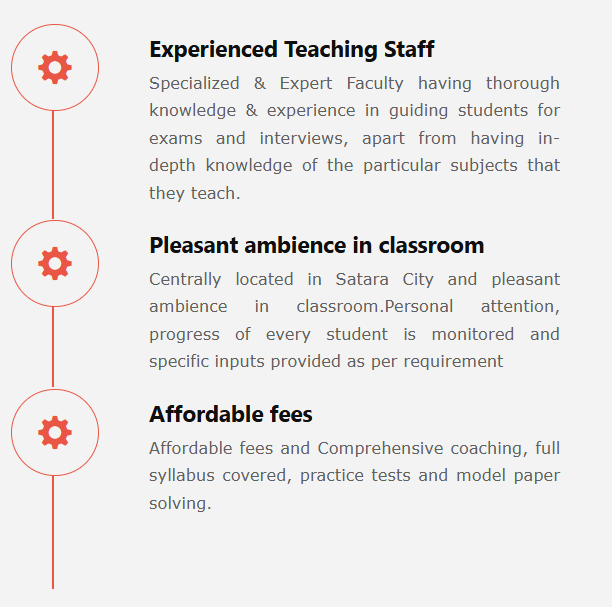 Experienced Teaching Staff
Specialized & Expert Faculty having thorough
knowledge & experience in guiding students for
exams and interviews, apart from having in-
depth knowledge of the particular subjects that
they teach.
Pleasant ambience in classroom
Centrally located in Satara City and pleasant
ambience in classroom.Personal attention,
progress of every student is monitored and
specific inputs provided as per requirement
Affordable fees
Affordable fees and Comprehensive coaching, full
syllabus covered, practice tests and model paper
solving.